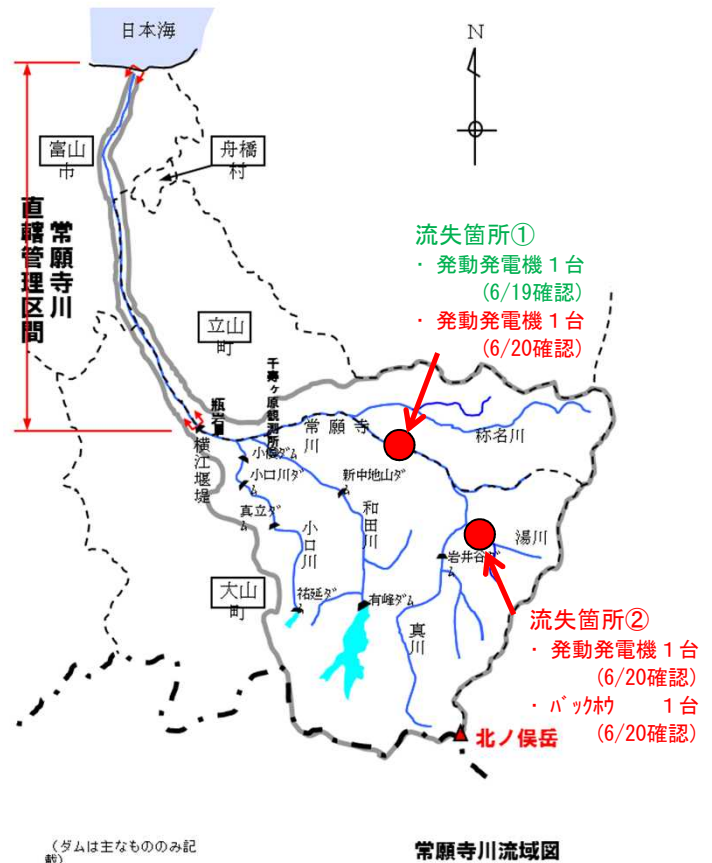 日本海
N
富山
市
舟橋
村
常願寺川
直轄管理区間
流失箇所①
・ 発動発電機１台
(6/19確認)
・ 発動発電機１台
(6/20確認)
立山
町
瓶岩
千寿ヶ原観測所
常願寺
川
称名川
横江堰堤
小俣ダム
小口川ダ
ム
新中地山ダ
ム
真立ダ
ム
小口川
和田川
湯川
岩井谷ダ
ム
大山
町
祐延ダ
ム
有峰ダム
真川
流失箇所②
・ 発動発電機１台
(6/20確認)
・ バックホウ １台
(6/20確認)
北ノ俣岳
（ダムは主なもののみ記
載）
常願寺川流域図